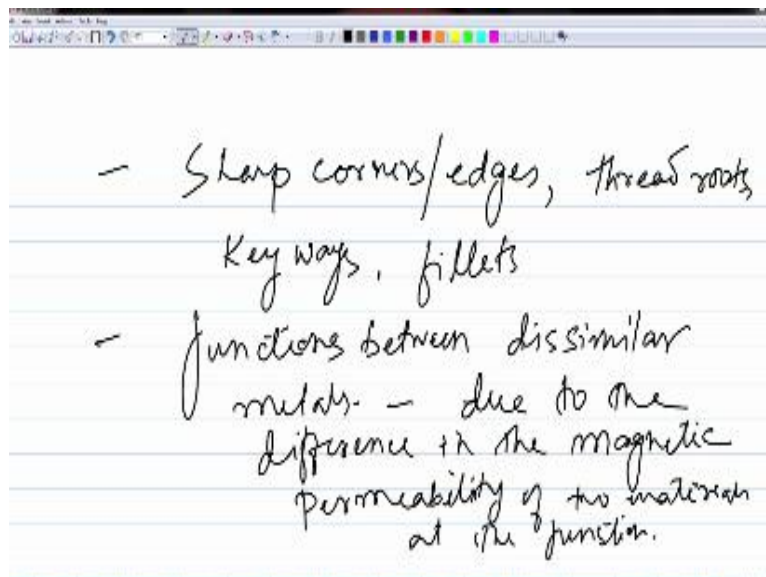 - Sharp corners/edges, thread roots
Key ways, fillets
- Junctions between dissimilar
metals. - due to the
difference in the magnetic
permeability of two materials
at the junction.